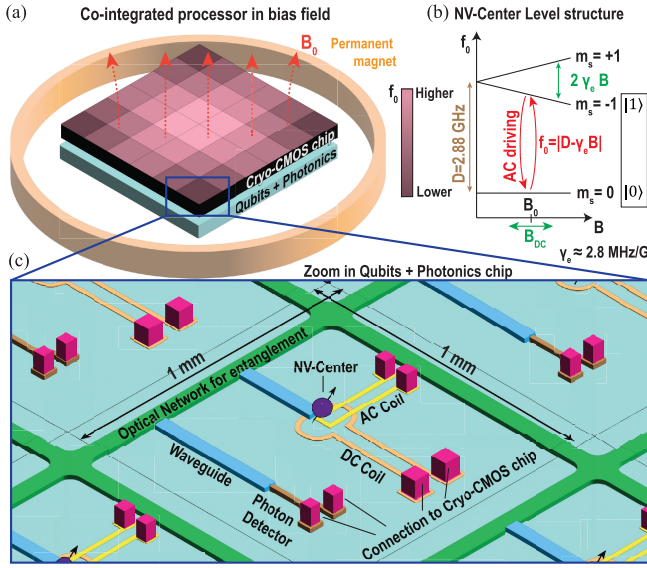 (a)
Co-integrated processor in bias field
B₀
Permanent
magnet
f₀
Higher
Lower
Cryo-CMOS chip
Qubits + Photonics
(b)
NV-Center Level structure
f₀
mₛ = +1
2 γₑ B
mₛ = -1
|1⟩
D=2.88 GHz
AC driving
f₀=|D-γₑB|
mₛ = 0
|0⟩
B₀
B
B_DC
γₑ ≈ 2.8 MHz/G
(c)
Zoom in Qubits + Photonics chip
1 mm
1 mm
Optical Network for entanglement
NV-Center
AC Coil
DC Coil
Waveguide
Photon
Detector
Connection to Cryo-CMOS chip